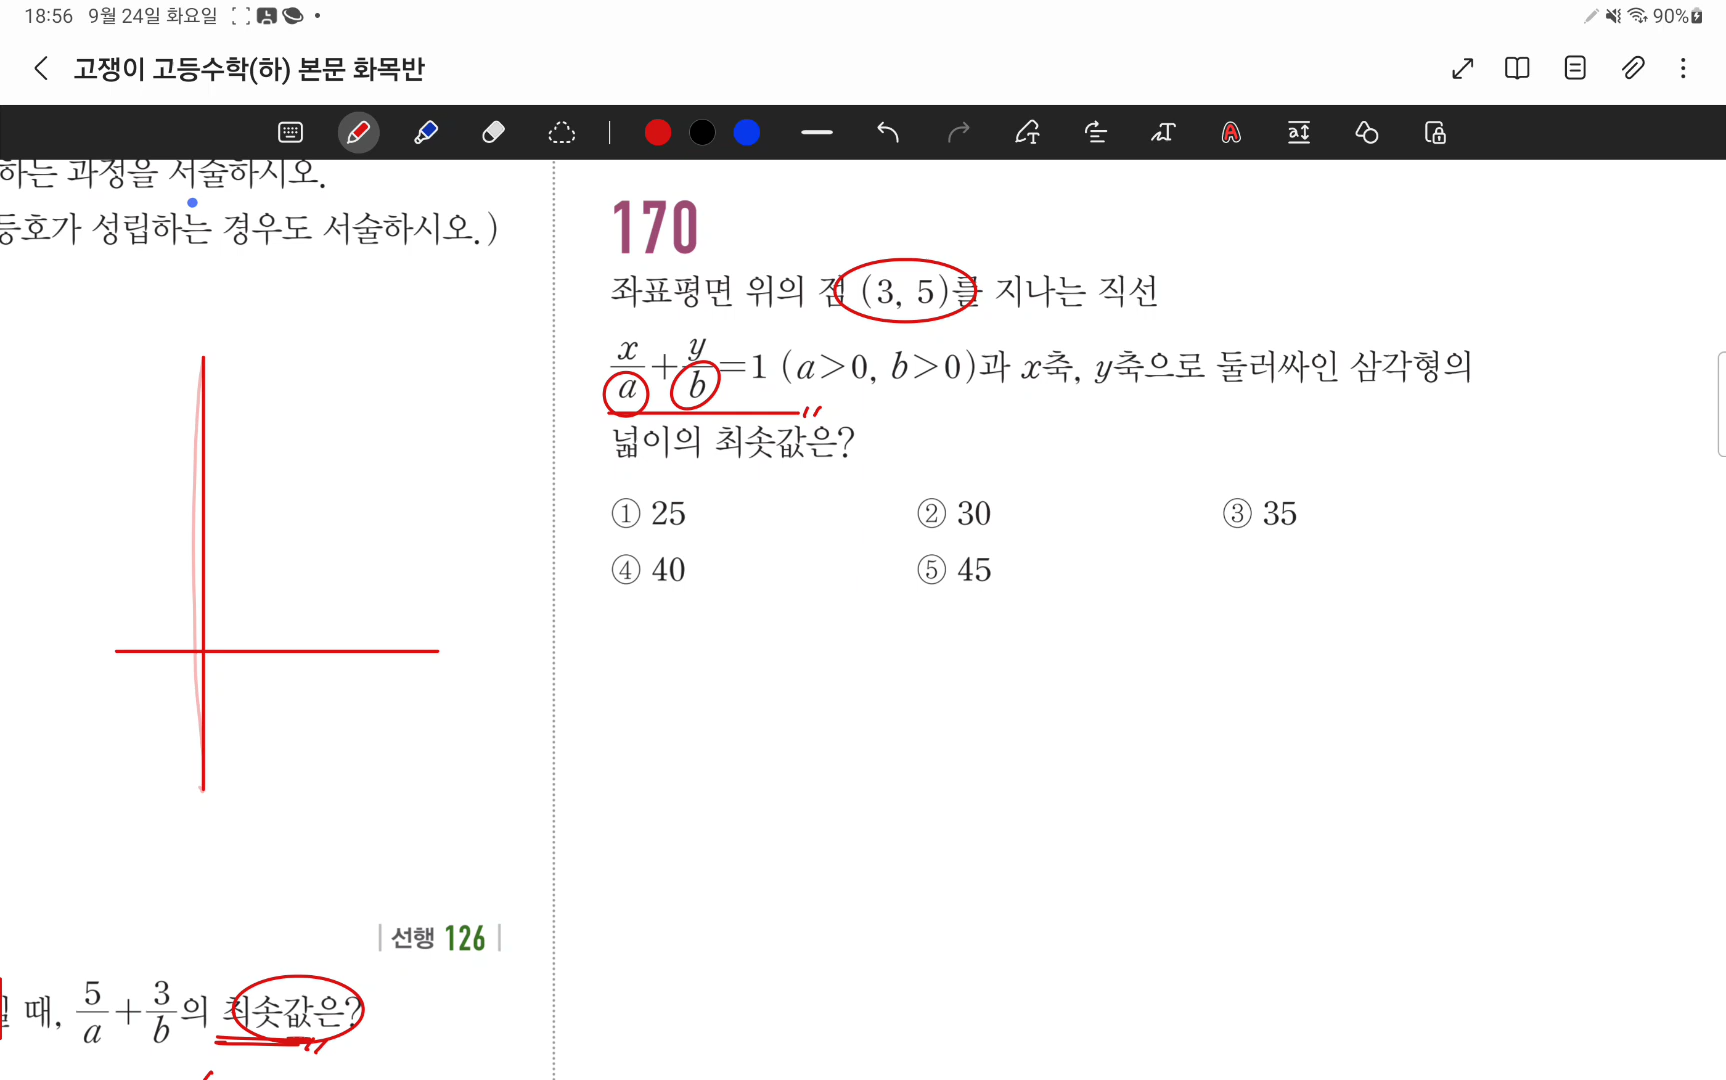 18:56 9월 24일 화요일 90%
고쟁이 고등수학(하) 본문 화목반
하는 과정을 서술하시오.
등호가 성립하는 경우도 서술하시오.)
선행 126
때, 5/a + 3/b 의 최솟값은?
170
좌표평면 위의 점 (3, 5)를 지나는 직선
x/a + y/b = 1 (a>0, b>0)과 x축, y축으로 둘러싸인 삼각형의
넓이의 최솟값은?
① 25 ② 30 ③ 35
④ 40 ⑤ 45